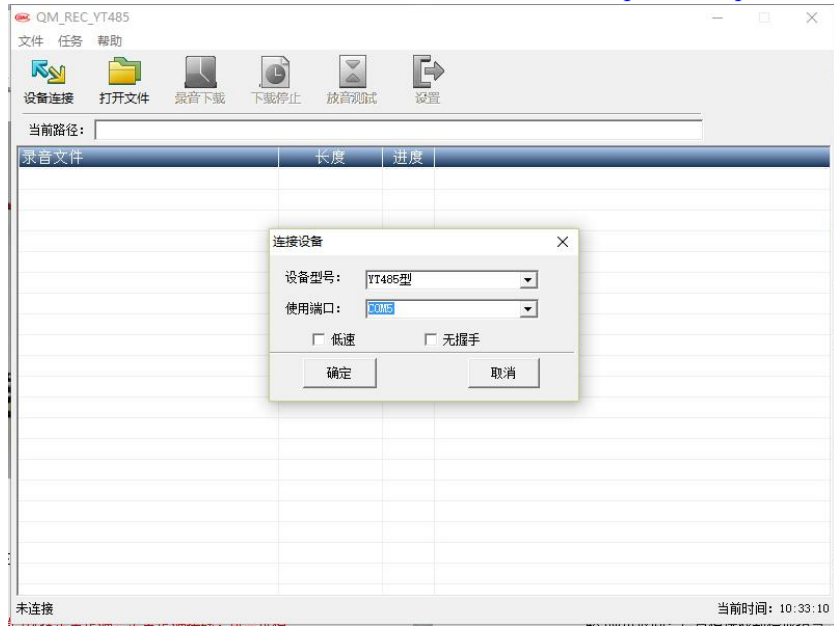 QM_REC_YT485
文件 任务 帮助
设备连接 打开文件 录音下载 下载停止 放音测试 设置
当前路径：
录音文件 长度 进度
连接设备
设备型号： YT485型
使用端口： COM5
低速 无握手
确定 取消
未连接 当前时间：10:33:10